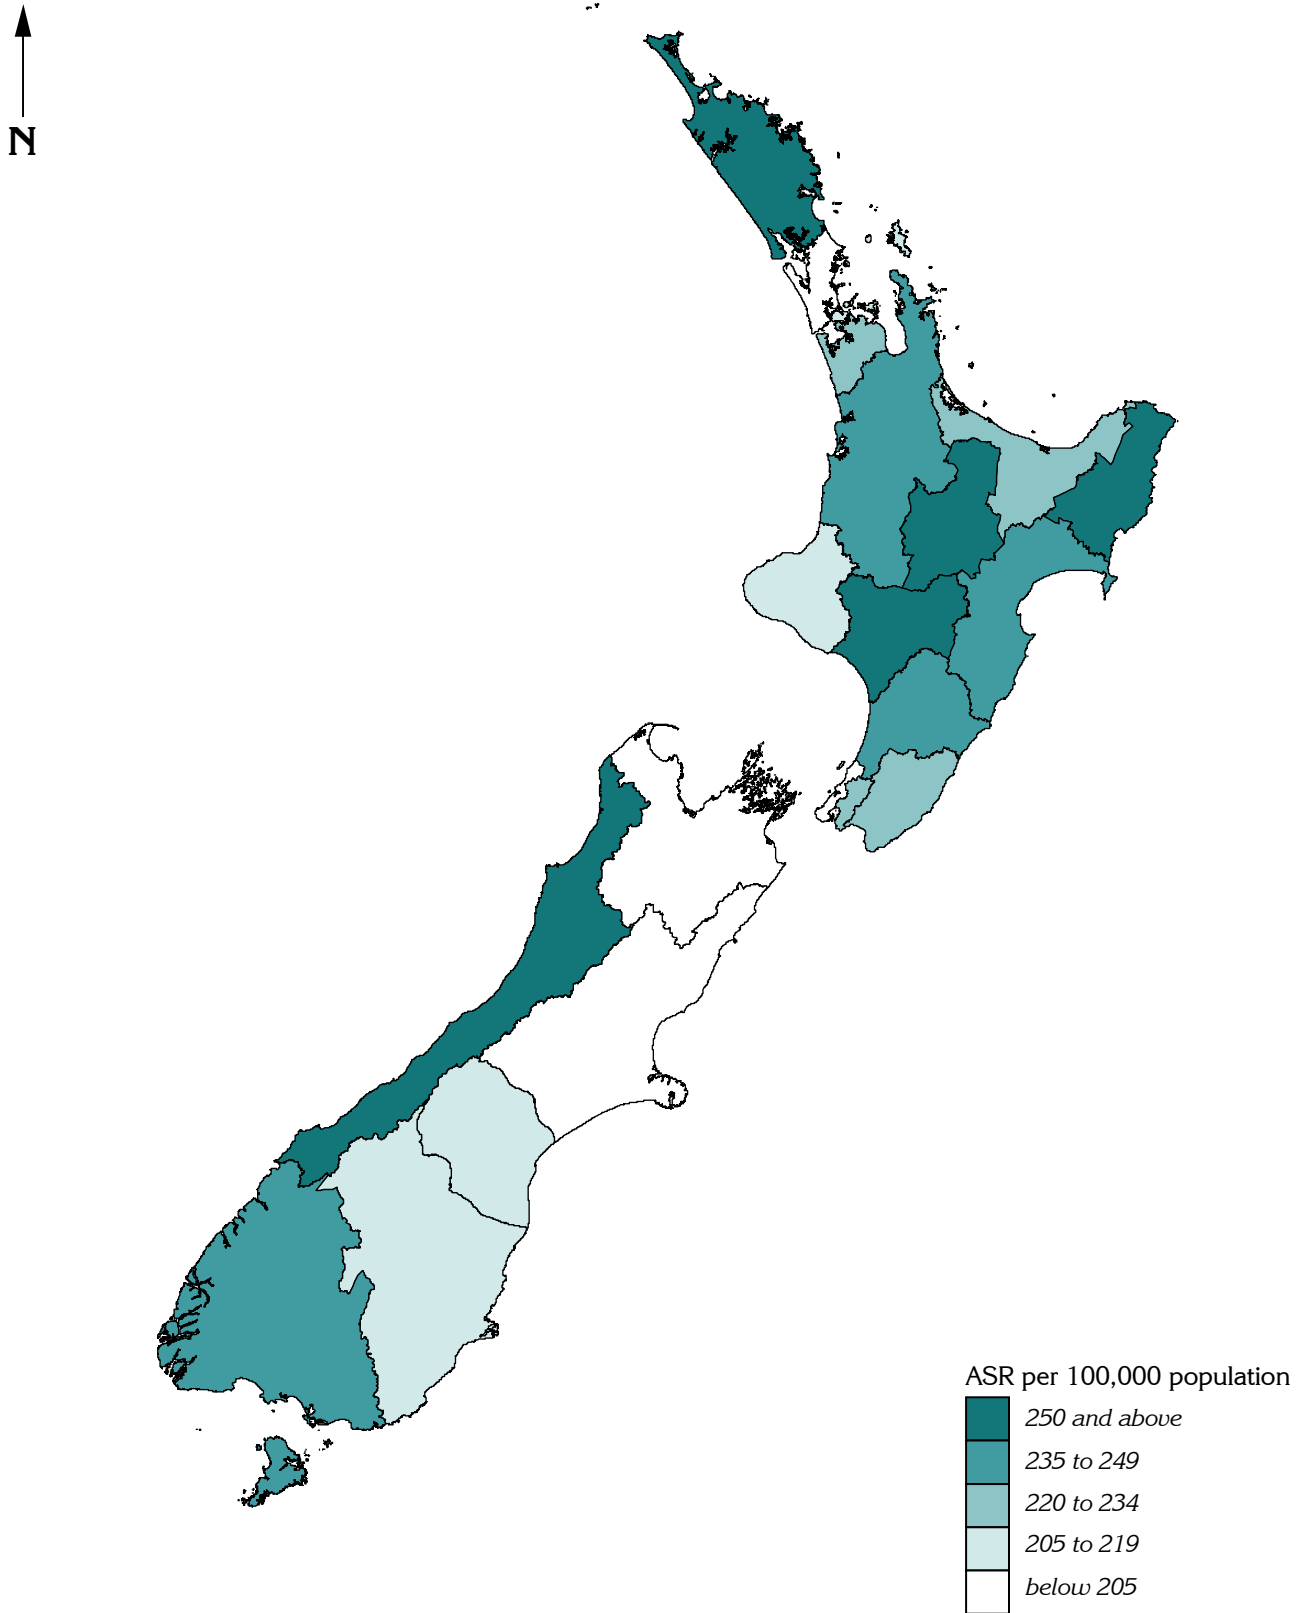 N
ASR per 100,000 population
250 and above
235 to 249
220 to 234
205 to 219
below 205